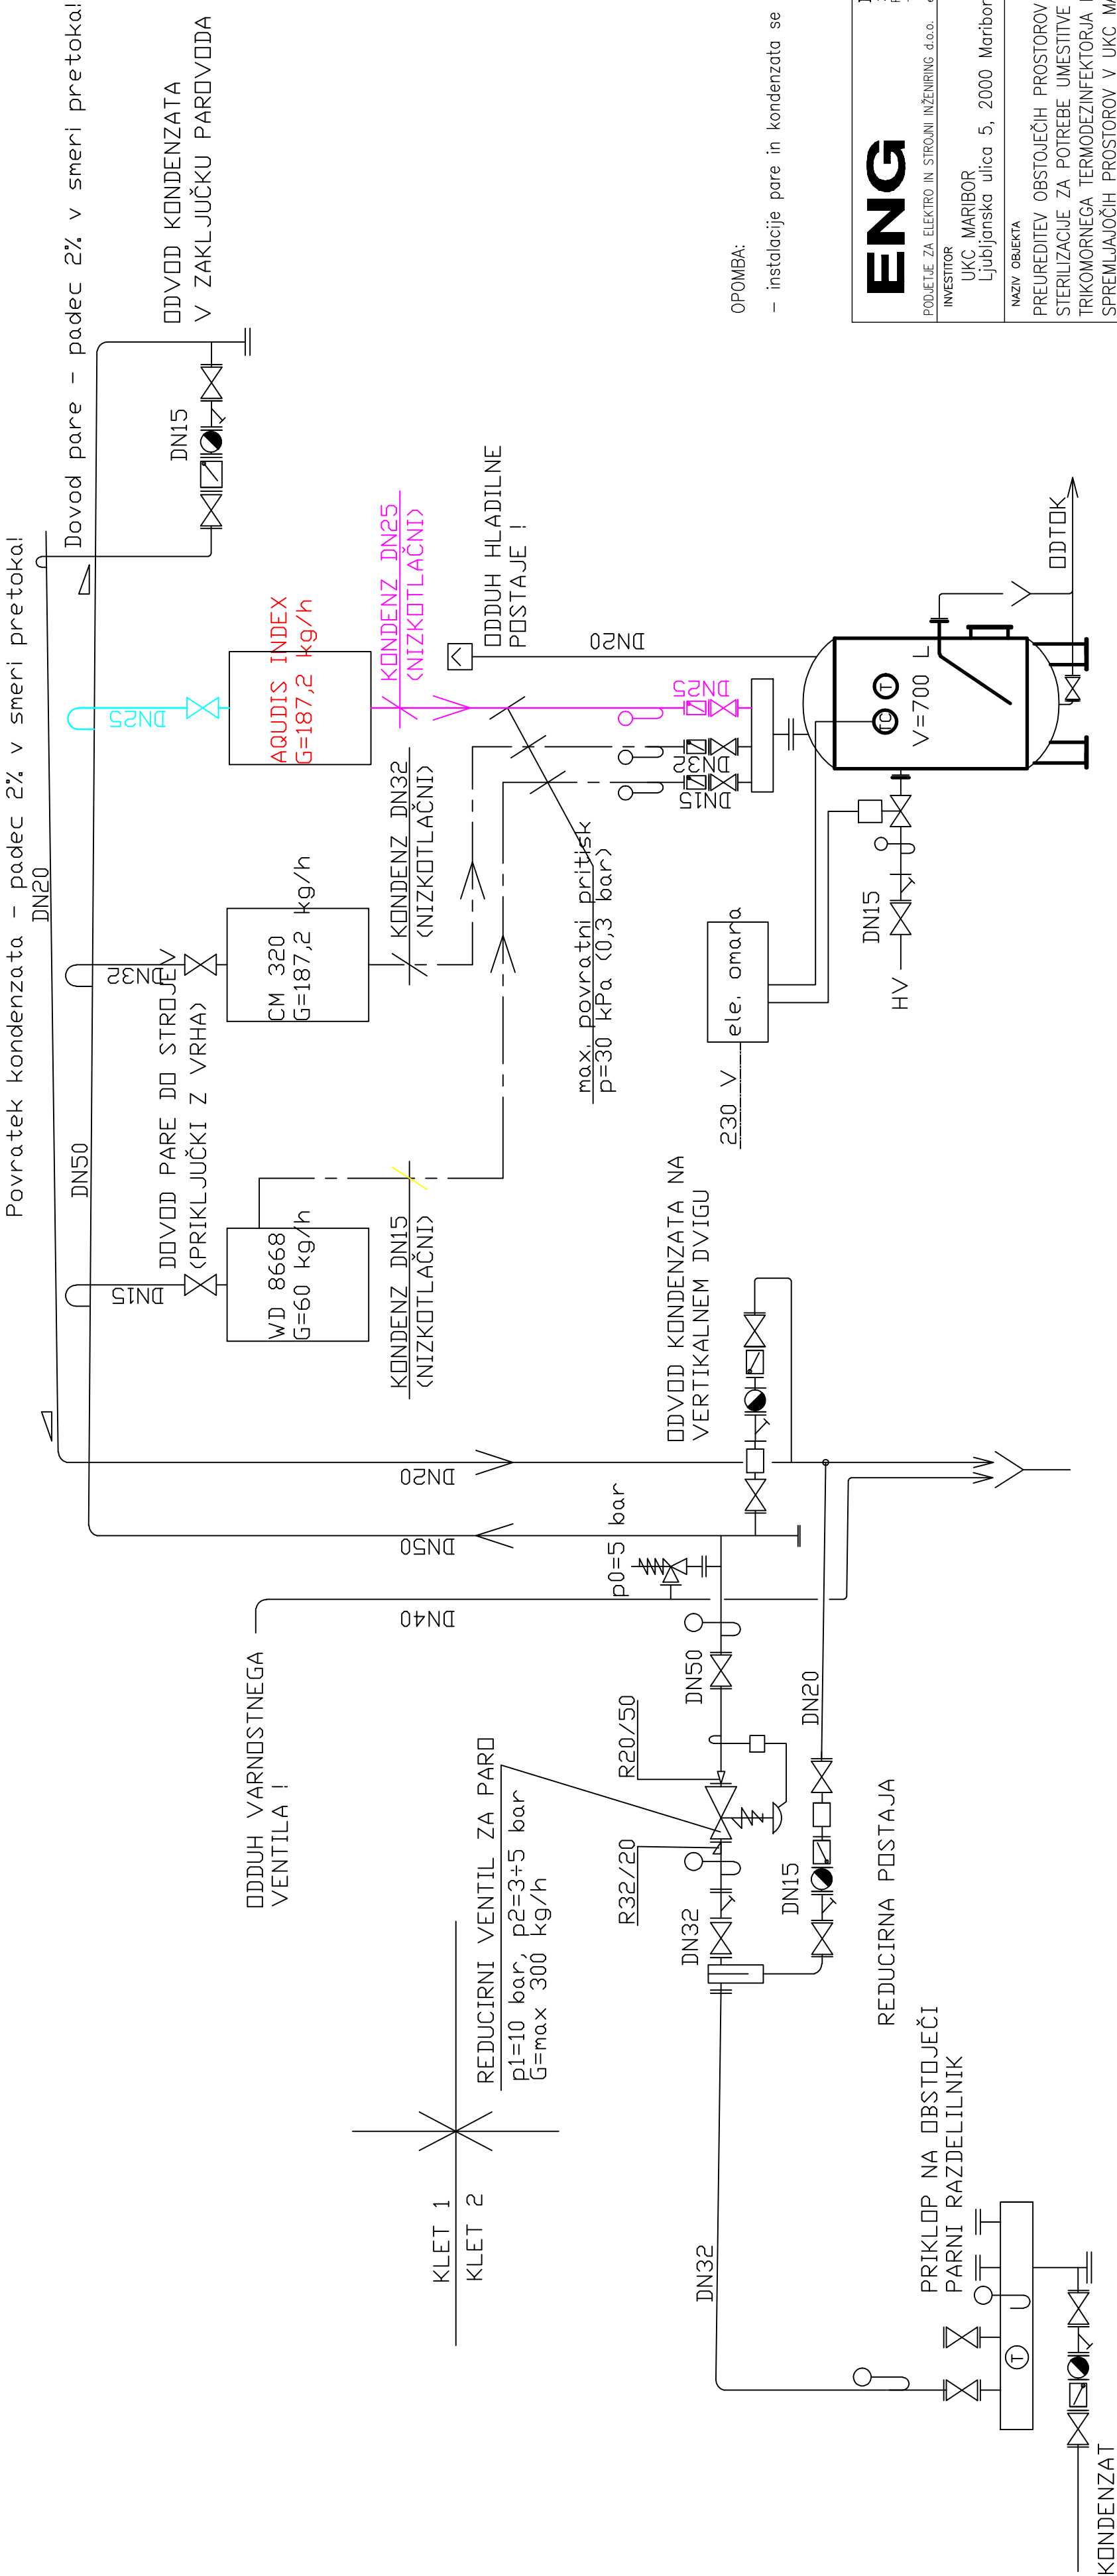 Povratek kondenzata - padec 2% v smeri pretoka!
DN20
Dovod pare - padec 2% v smeri pretoka!
DN50
ODVOD KONDENZATA
V ZAKLJUČKU PAROVODA
DN15
DOVOD PARE DO STROJEV
(PRIKLJUČKI Z VRHA)
DN15
DN32
DN25
WD 8668
G=60 kg/h
CM 320
G=187,2 kg/h
AQUDIS INDEX
G=187,2 kg/h
KONDENZ DN15
(NIZKOTLAČNI)
KONDENZ DN32
(NIZKOTLAČNI)
KONDENZ DN25
(NIZKOTLAČNI)
ODDUH HLADILNE
POSTAJE !
DN20
max. povratni pritisk
p=30 kPa (0,3 bar)
DN15
DN32
DN25
230 V
ele. omara
TC
T
V=700 L
HV
DN15
ODTOK
ODDUH VARNOSTNEGA
VENTILA !
DN40
DN50
DN20
p0=5 bar
ODVOD KONDENZATA NA
VERTIKALNEM DVIGU
KLET 1
KLET 2
REDUCIRNI VENTIL ZA PARO
p1=10 bar, p2=3÷5 bar
G=max 300 kg/h
R32/20
R20/50
DN32
DN50
DN15
DN20
REDUCIRNA POSTAJA
DN32
PRIKLOP NA OBSTOJEČI
PARNI RAZDELILNIK
T
KONDENZAT
OPOMBA:
- instalacije pare in kondenzata se
ENG
PODJETJE ZA ELEKTRO IN STROJNI INŽENIRING d.o.o.
INVESTITOR
UKC MARIBOR
Ljubljanska ulica 5, 2000 Maribor
NAZIV OBJEKTA
PREUREDITEV OBSTOJEČIH PROSTOROV
STERILIZACIJE ZA POTREBE UMESTITVE
TRIKOMORNEGA TERMODEZINFEKTORJA
SPREMLJAJOČIH PROSTOROV V UKC